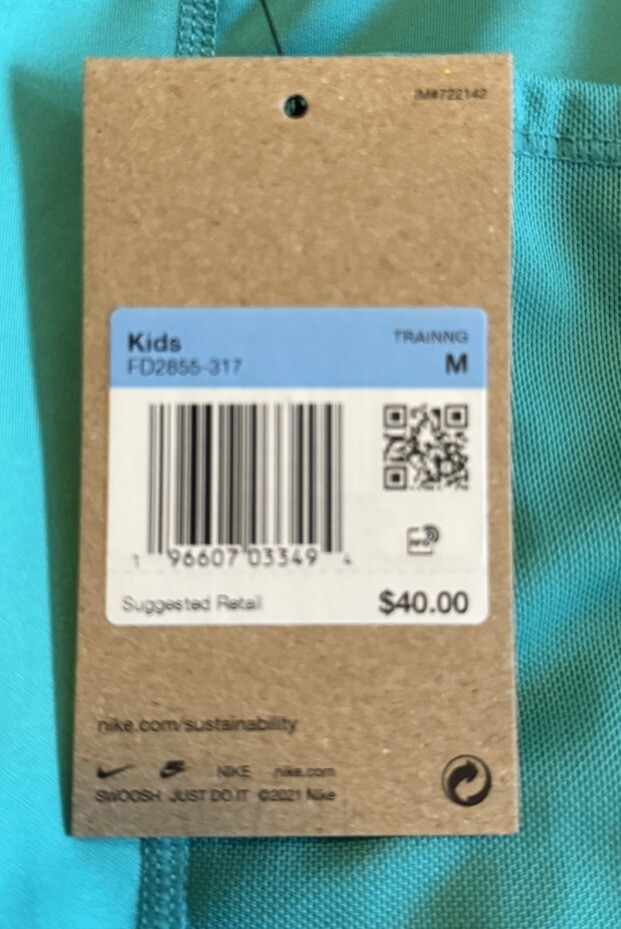 IM#722142
Kids
FD2855-317
TRAINNG
M
1 96607 03349 4
Suggested Retail
$40.00
nike.com/sustainability
NIKE nike.com
SWOOSH JUST DO IT ©2021 Nike